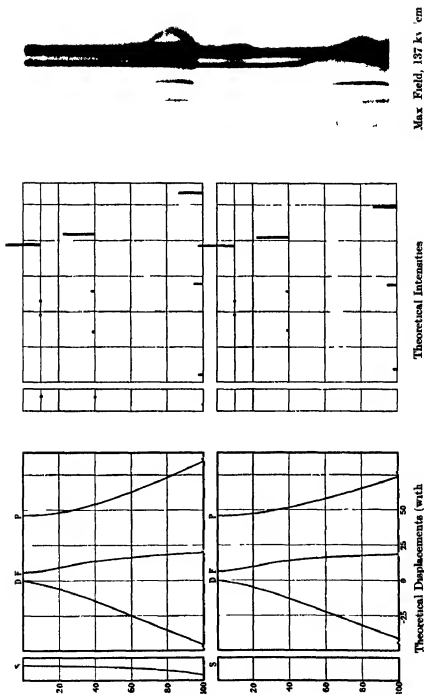 D F P
20
40
60
80
100
S D F P
20
40
60
80
100
-25 0 25 50
Theoretical Displacements (with
Theoretical Intensities
Max Field, 137 kv cm